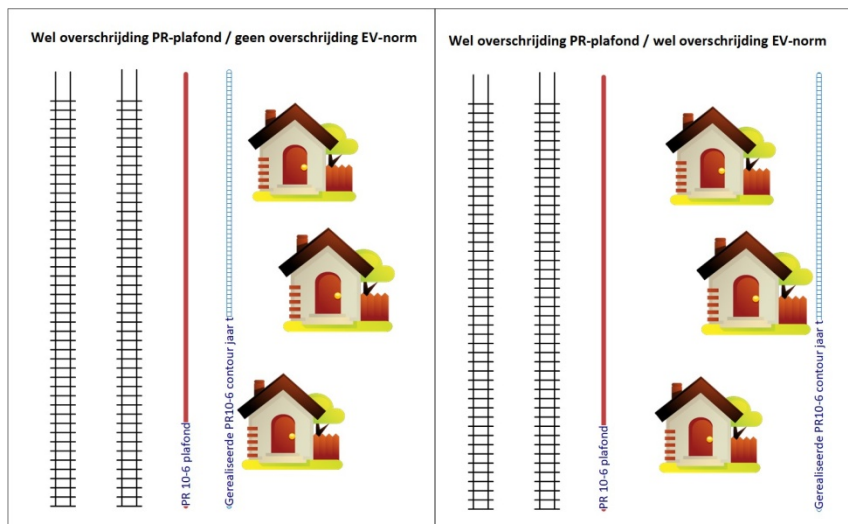 Wel overschrijding PR-plafond / geen overschrijding EV-norm
PR 10-6 plafond
Gerealiseerde PR10-6 contour jaar t
Wel overschrijding PR-plafond / wel overschrijding EV-norm
PR 10-6 plafond
Gerealiseerde PR10-6 contour jaar t